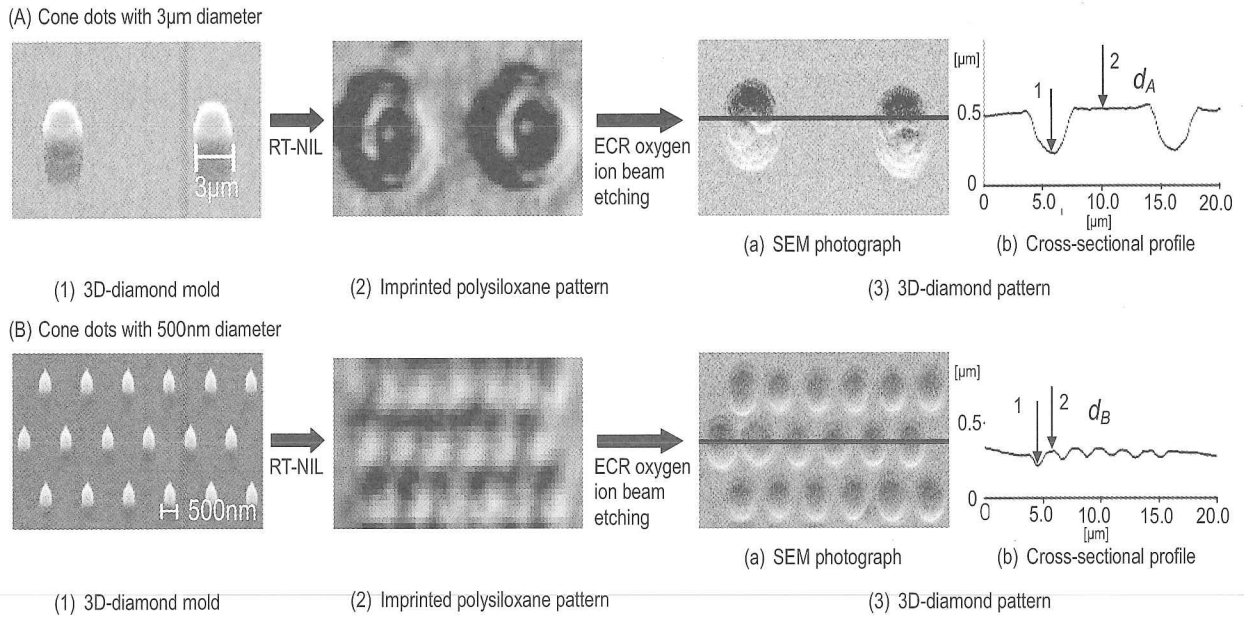 (A) Cone dots with 3µm diameter
3µm
RT-NIL
ECR oxygen
ion beam
etching
[µm]
1
2
dA
0.5
0
0
5.0
10.0
15.0
20.0
[µm]
(a) SEM photograph
(b) Cross-sectional profile
(1) 3D-diamond mold
(2) Imprinted polysiloxane pattern
(3) 3D-diamond pattern
(B) Cone dots with 500nm diameter
500nm
RT-NIL
ECR oxygen
ion beam
etching
[µm]
1
2
dB
0.5
0
0
5.0
10.0
15.0
20.0
[µm]
(a) SEM photograph
(b) Cross-sectional profile
(1) 3D-diamond mold
(2) Imprinted polysiloxane pattern
(3) 3D-diamond pattern